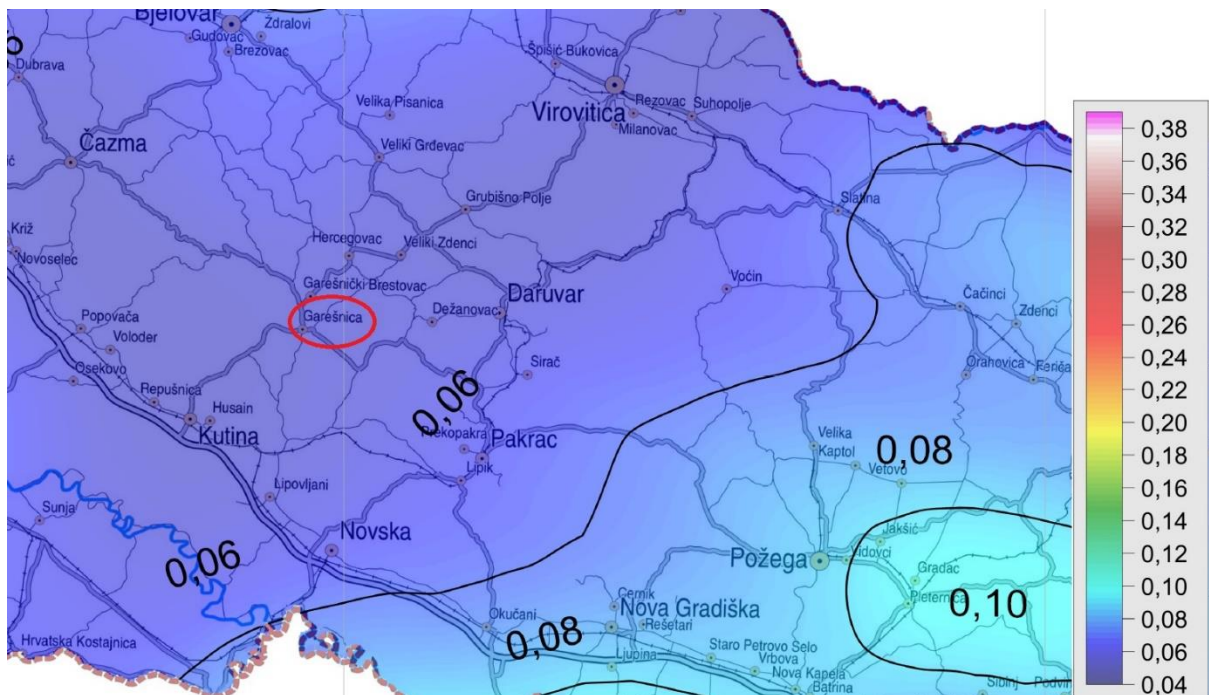 Bjelovar
Ždralovi
Gudovac
Brezovac
Dubrava
Špišić Bukovica
Velika Pisanica
Virovitica
Rezovac
Suhopolje
Milanovac
Čazma
Veliki Grđevac
Grubišno Polje
Slatina
Križ
Novoselec
Hercegovac
Veliki Zdenci
Voćin
Garešnički Brestovac
Daruvar
Garešnica
Dežanovac
Čačinci
Zdenci
Popovača
Voloder
Sirač
Orahovica
Osekovo
Repušnica
Husain
0,06
Kutina
Prekopakra
Pakrac
Velika
Kaptol
0,08
Vetovo
Lipik
Lipovljani
Sunja
Novska
Jakšić
0,06
Požega
Vidovci
Gradac
Pleternica
0,10
Cernik
Nova Gradiška
Rešetari
Okučani
0,08
Hrvatska Kostajnica
Ljupina
Staro Petrovo Selo
Vrbova
Nova Kapela
Batrina
Sibinj
0,38
0,36
0,34
0,32
0,30
0,28
0,26
0,24
0,22
0,20
0,18
0,16
0,14
0,12
0,10
0,08
0,06
0,04